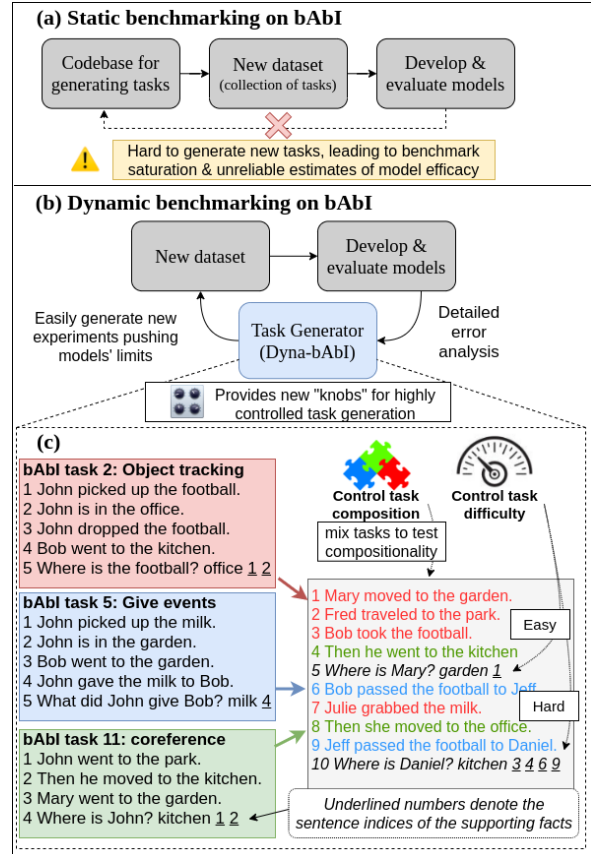 (a) Static benchmarking on bAbI
Codebase for
generating tasks
New dataset
(collection of tasks)
Develop &
evaluate models
Hard to generate new tasks, leading to benchmark
saturation & unreliable estimates of model efficacy
(b) Dynamic benchmarking on bAbI
New dataset
Develop &
evaluate models
Easily generate new
experiments pushing
models' limits
Task Generator
(Dyna-bAbI)
Detailed
error
analysis
Provides new "knobs" for highly
controlled task generation
(c)
bAbI task 2: Object tracking
1 John picked up the football.
2 John is in the office.
3 John dropped the football.
4 Bob went to the kitchen.
5 Where is the football? office 1 2
bAbI task 5: Give events
1 John picked up the milk.
2 John is in the garden.
3 Bob went to the garden.
4 John gave the milk to Bob.
5 What did John give Bob? milk 4
bAbI task 11: coreference
1 John went to the park.
2 Then he moved to the kitchen.
3 Mary went to the garden.
4 Where is John? kitchen 1 2
Control task
composition
Control task
difficulty
mix tasks to test
compositionality
1 Mary moved to the garden.
2 Fred traveled to the park.
3 Bob took the football.
4 Then he went to the kitchen
5 Where is Mary? garden 1
6 Bob passed the football to Jeff
7 Julie grabbed the milk.
8 Then she moved to the office.
9 Jeff passed the football to Daniel.
10 Where is Daniel? kitchen 3 4 6 9
Easy
Hard
Underlined numbers denote the
sentence indices of the supporting facts